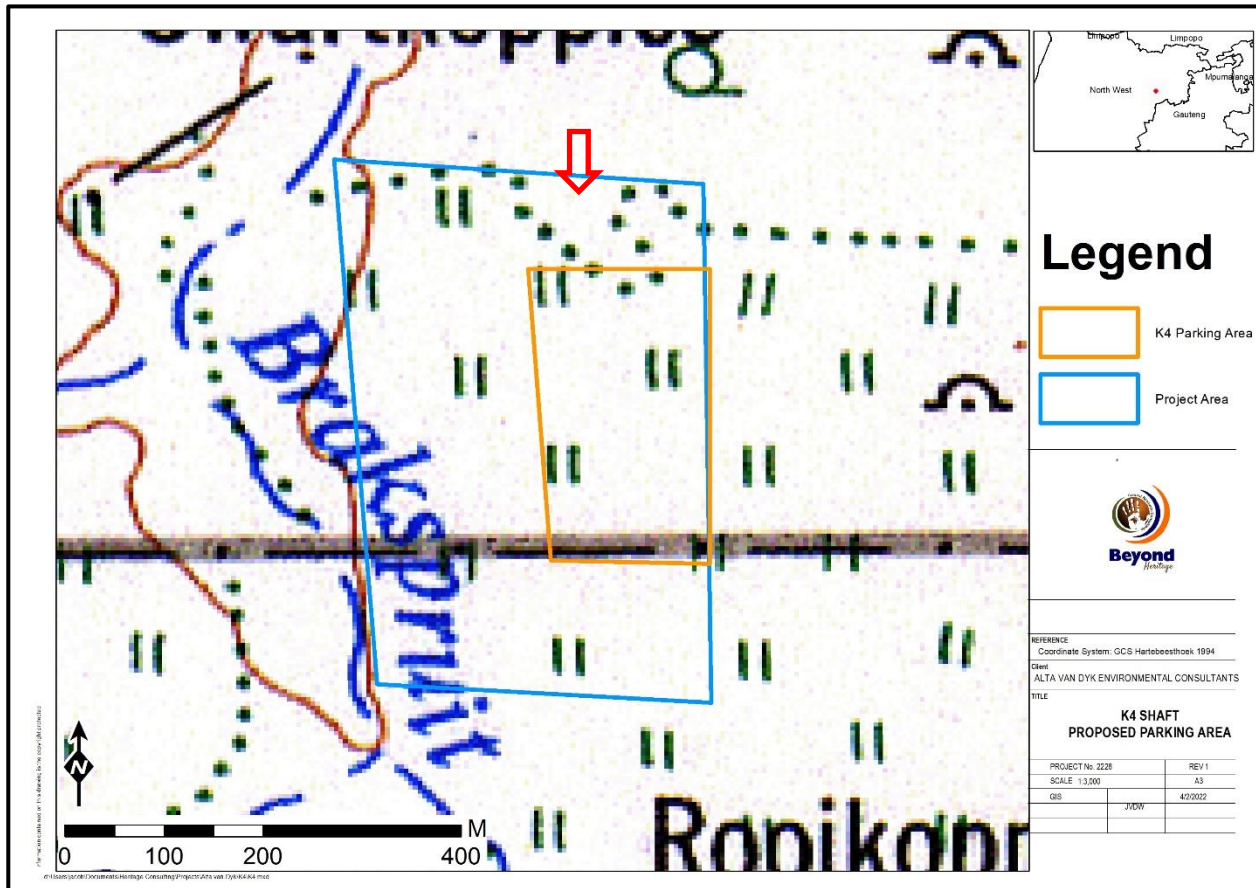 Limpopo
Limpopo
Mpumalanga
North West
Gauteng
Brakspruit
Legend
K4 Parking Area
Project Area
Beyond
Heritage
REFERENCE
Coordinate System: GCS Hartebeesthoek 1994
Client
ALTA VAN DYK ENVIRONMENTAL CONSULTANTS
TITLE
K4 SHAFT
PROPOSED PARKING AREA
PROJECT No. 2228
REV 1
SCALE 1:3,000
A3
GIS
4/2/2022
JVDW
M
0
100
200
400